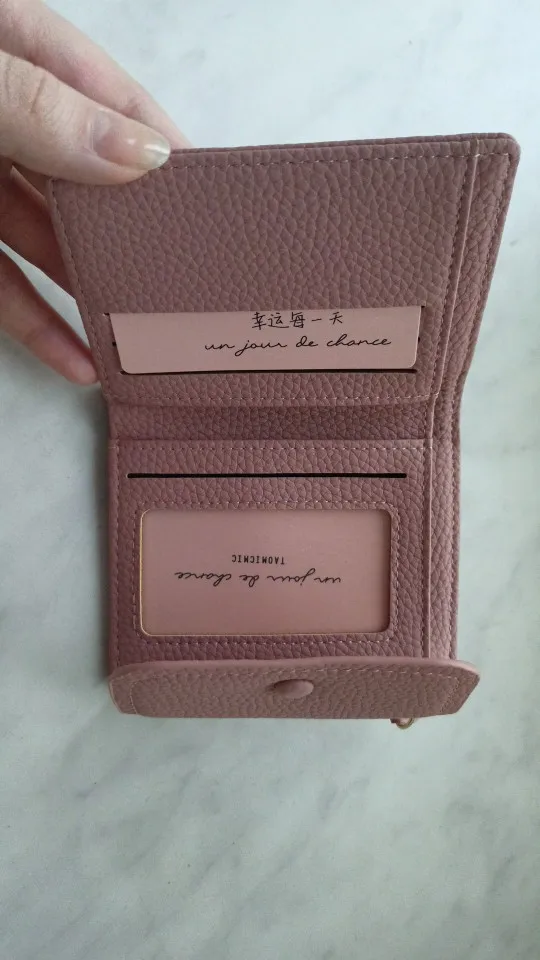 幸运每一天
un jour de chance
TAOMICMIC
un jour de chance